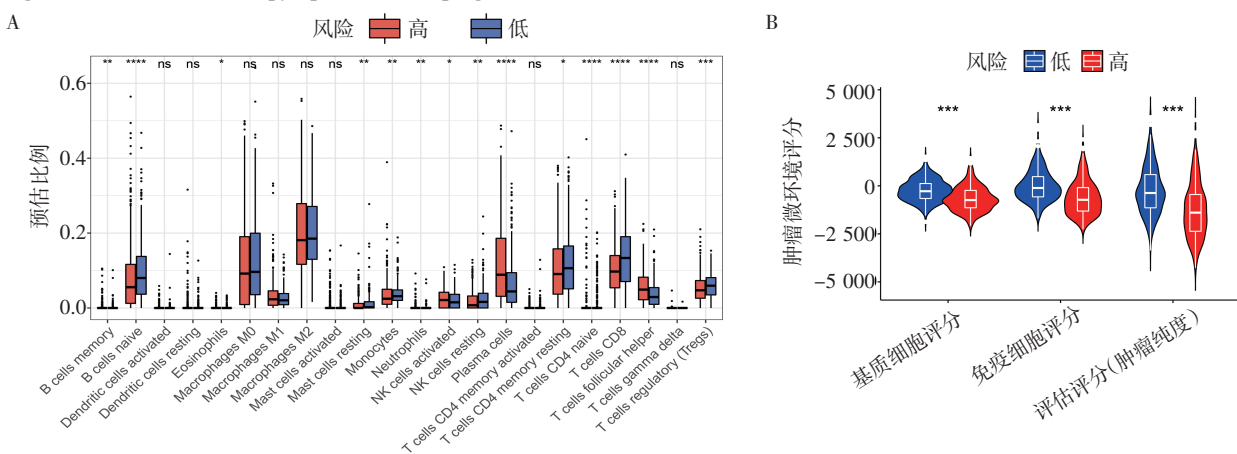 A
风险 高 低
** **** ns ns * ns ns ns ns ** ** ** * ** **** ns * **** **** **** ns ***
0.6
0.4
0.2
0.0
预估比例
B cells memory
B cells naive
Dendritic cells activated
Dendritic cells resting
Eosinophils
Macrophages M0
Macrophages M1
Macrophages M2
Mast cells activated
Mast cells resting
Monocytes
Neutrophils
NK cells activated
NK cells resting
Plasma cells
T cells CD4 memory activated
T cells CD4 memory resting
T cells CD4 naive
T cells CD8
T cells follicular helper
T cells gamma delta
T cells regulatory (Tregs)
B
风险 低 高
*** *** ***
5 000
2 500
0
−2 500
−5 000
肿瘤微环境评分
基质细胞评分
免疫细胞评分
评估评分(肿瘤纯度)